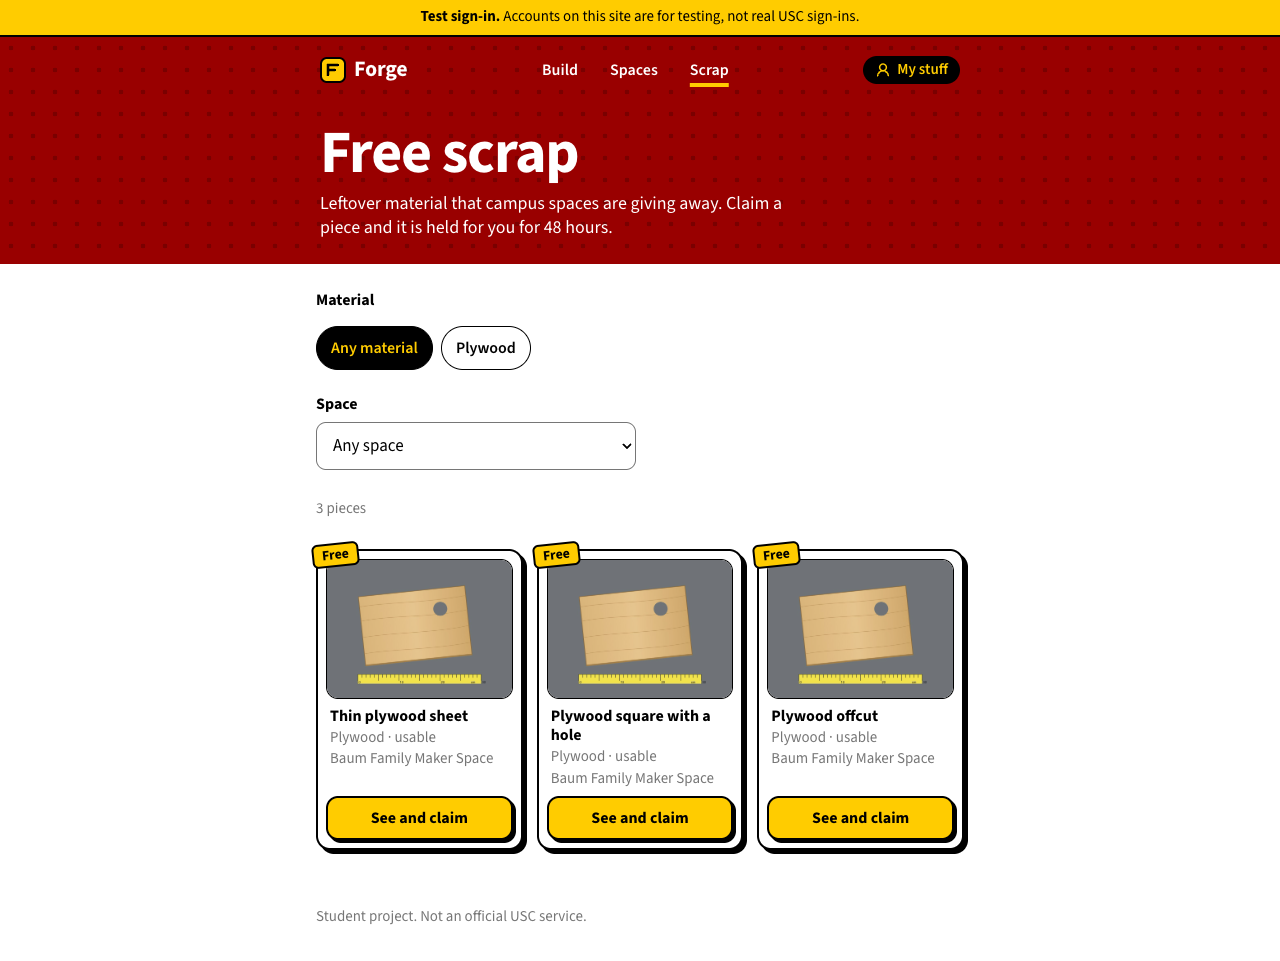 Test sign-in. Accounts on this site are for testing, not real USC sign-ins.
Forge
Build
Spaces
Scrap
My stuff
Free scrap
Leftover material that campus spaces are giving away. Claim a
piece and it is held for you for 48 hours.
Material
Any material
Plywood
Space
Any space
3 pieces
Free
Thin plywood sheet
Plywood · usable
Baum Family Maker Space
See and claim
Free
Plywood square with a
hole
Plywood · usable
Baum Family Maker Space
See and claim
Free
Plywood offcut
Plywood · usable
Baum Family Maker Space
See and claim
Student project. Not an official USC service.